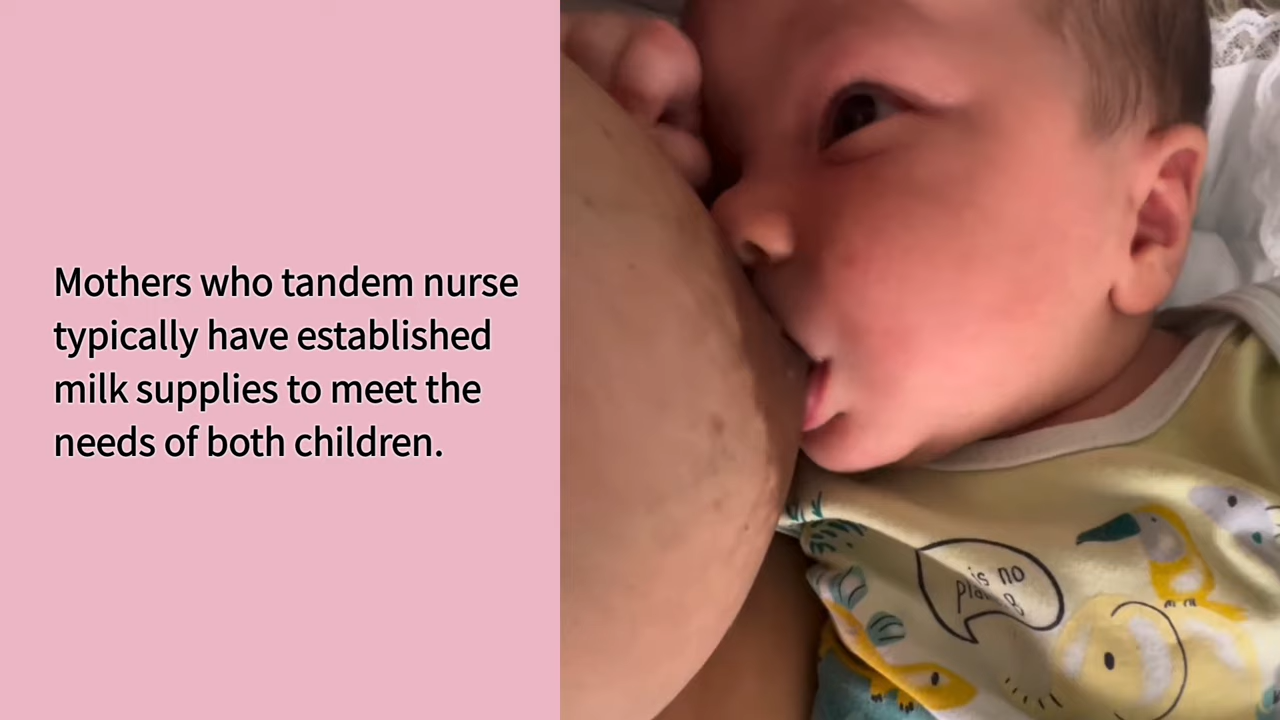 Mothers who tandem nurse
typically have established
milk supplies to meet the
needs of both children.
is no